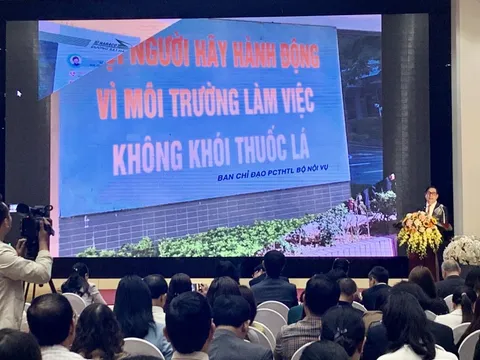 NGƯỜI HÃY HÀNH ĐỘNG
VÌ MÔI TRƯỜNG LÀM VIỆC
KHÔNG KHÓI THUỐC LÁ
BAN CHỈ ĐẠO PCTHTL BỘ NỘI VỤ